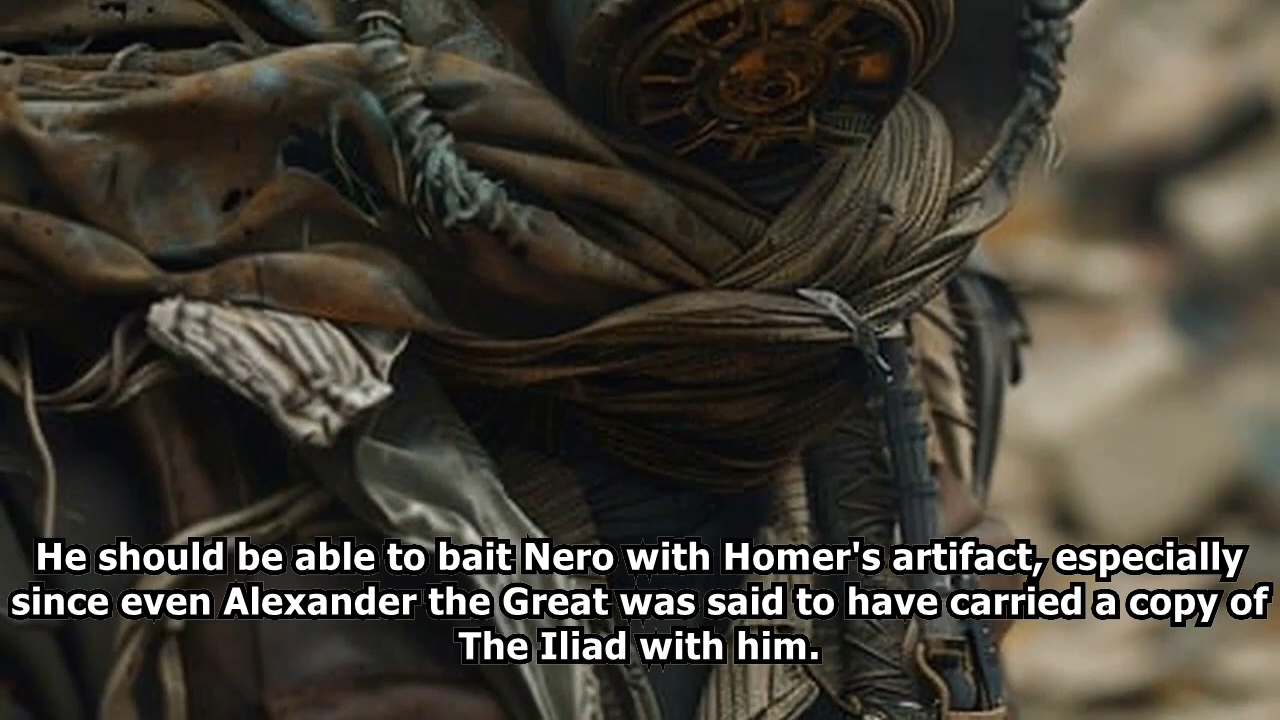 He should be able to bait Nero with Homer's artifact, especially
since even Alexander the Great was said to have carried a copy of
The Iliad with him.